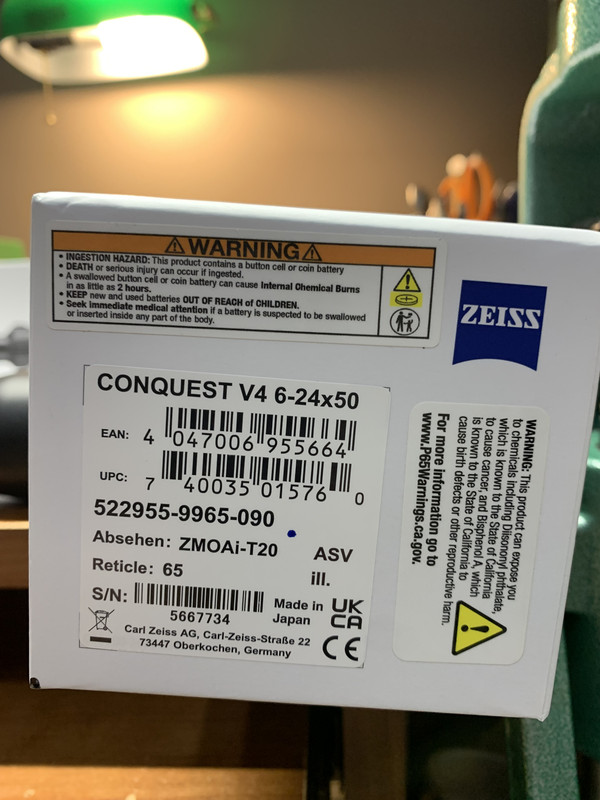 WARNING
• INGESTION HAZARD: This product contains a button cell or coin battery
• DEATH or serious injury can occur if ingested.
• A swallowed button cell or coin battery can cause Internal Chemical Burns
in as little as 2 hours.
• KEEP new and used batteries OUT OF REACH of CHILDREN.
• Seek immediate medical attention if a battery is suspected to be swallowed
or inserted inside any part of the body.
ZEISS
CONQUEST V4 6-24x50
EAN: 4 047006 955664
UPC: 7 40035 01576 0
522955-9965-090
Absehen: ZMOAi-T20 ASV
Reticle: 65 ill.
S/N: 5667734
Made in
Japan
UK
CA
CE
Carl Zeiss AG, Carl-Zeiss-Straße 22
73447 Oberkochen, Germany
WARNING: This product can expose you
to chemicals including Diisononyl phthalate,
which is known to the State of California
to cause cancer, and Bisphenol A, which
is known to the State of California to
cause birth defects or other reproductive harm.
For more information go to
www.P65Warnings.ca.gov.